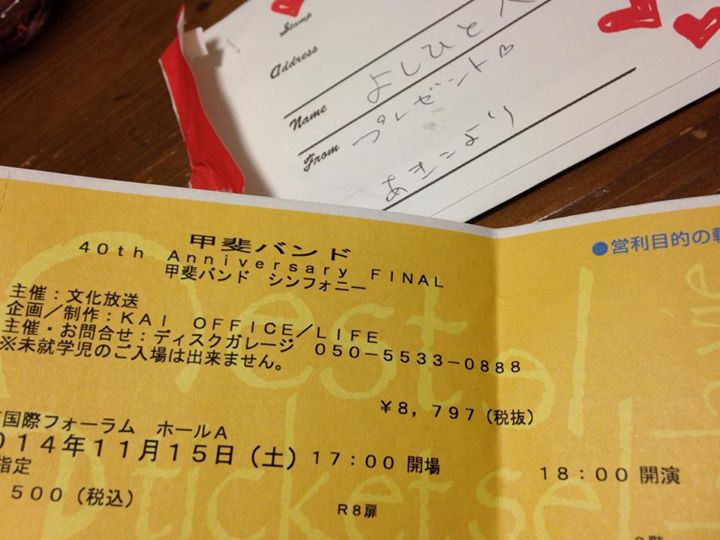 Stamp
Address
よしひとへ
Name
プレゼント♡
From
あきこより
甲斐バンド
40th Anniversary FINAL
甲斐バンド シンフォニー
●営利目的の
主催:文化放送
企画/制作:KAI OFFICE/LIFE
主催・お問合せ:ディスクガレージ 050-5533-0888
※未就学児のご入場は出来ません。
¥8,797(税抜)
国際フォーラム ホールA
2014年11月15日(土) 17:00 開場 18:00 開演
指定
500(税込)
R8扉